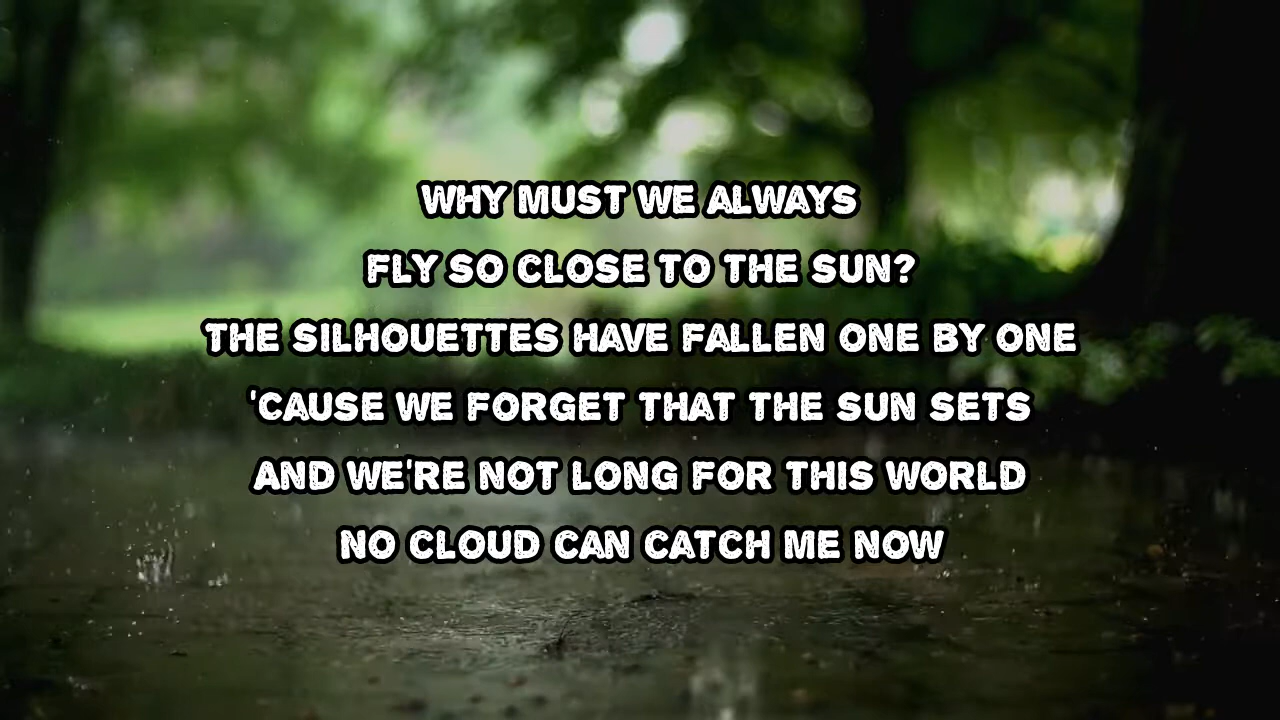 WHY MUST WE ALWAYS
FLY SO CLOSE TO THE SUN?
THE SILHOUETTES HAVE FALLEN ONE BY ONE
'CAUSE WE FORGET THAT THE SUN SETS
AND WE'RE NOT LONG FOR THIS WORLD
NO CLOUD CAN CATCH ME NOW